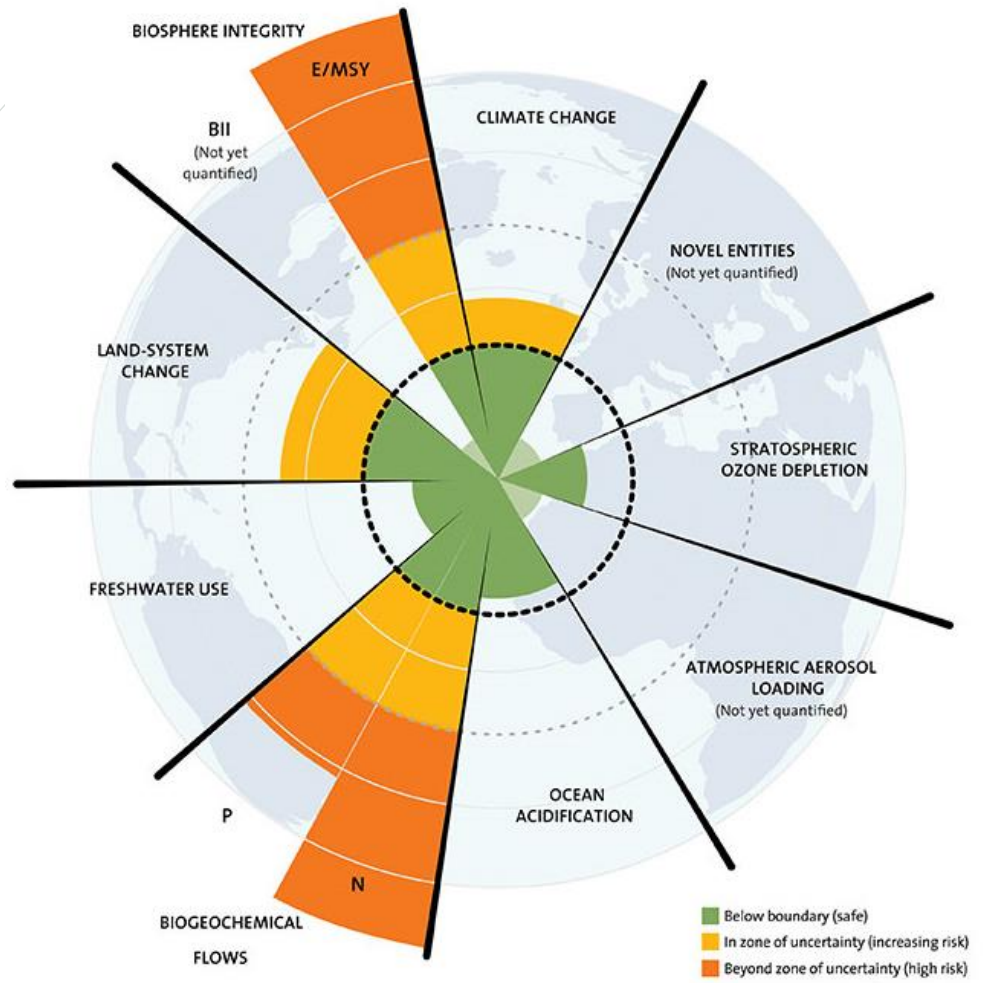 BIOSPHERE INTEGRITY
E/MSY
BII
(Not yet
quantified)
CLIMATE CHANGE
NOVEL ENTITIES
(Not yet quantified)
LAND-SYSTEM
CHANGE
STRATOSPHERIC
OZONE DEPLETION
FRESHWATER USE
ATMOSPHERIC AEROSOL
LOADING
(Not yet quantified)
OCEAN
ACIDIFICATION
P
N
BIOGEOCHEMICAL
FLOWS
Below boundary (safe)
In zone of uncertainty (increasing risk)
Beyond zone of uncertainty (high risk)